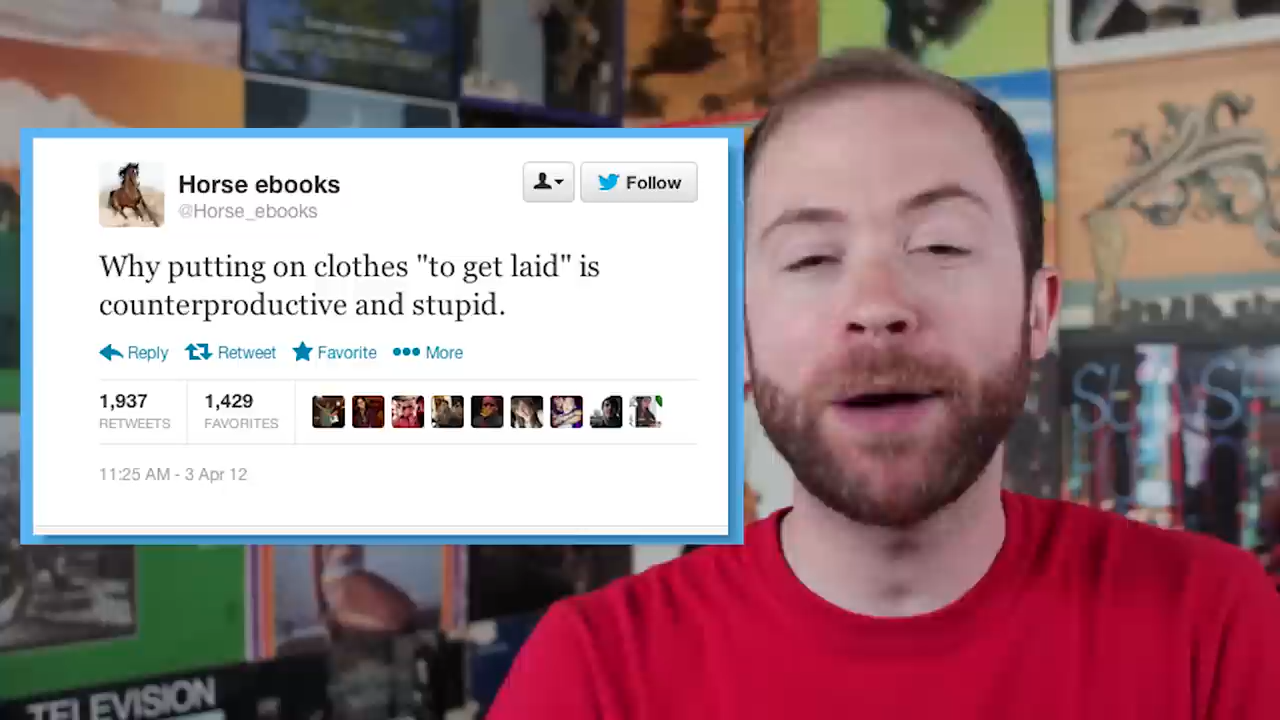 Horse ebooks
@Horse_ebooks
Follow
Why putting on clothes "to get laid" is
counterproductive and stupid.
Reply Retweet Favorite More
1,937 1,429
RETWEETS FAVORITES
11:25 AM - 3 Apr 12
TELEVISION